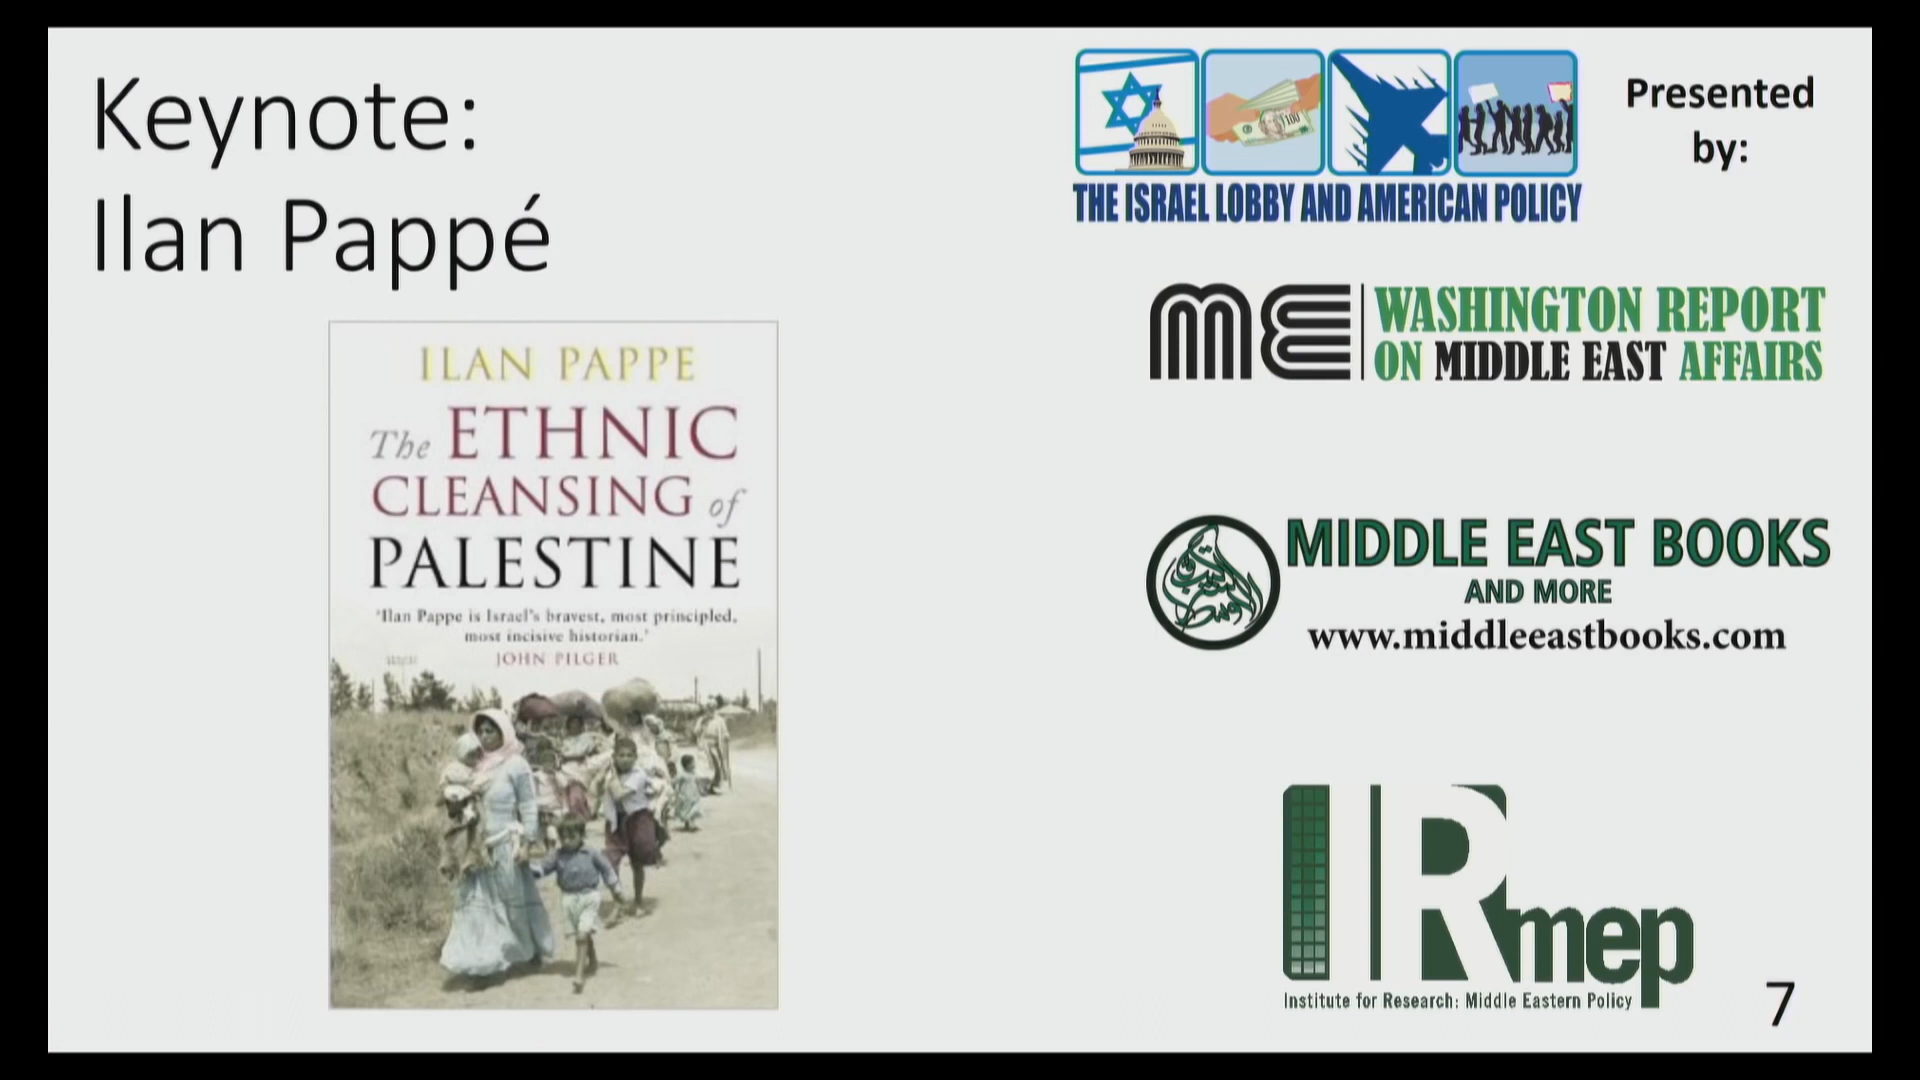 Keynote:
Ilan Pappé
ILAN PAPPE
The ETHNIC
CLEANSING of
PALESTINE
'Ilan Pappe is Israel's bravest, most principled,
most incisive historian.'
JOHN PILGER
THE ISRAEL LOBBY AND AMERICAN POLICY
Presented
by:
100
ME WASHINGTON REPORT
ON MIDDLE EAST AFFAIRS
MIDDLE EAST BOOKS
AND MORE
www.middleeastbooks.com
IRmep
Institute for Research: Middle Eastern Policy
7